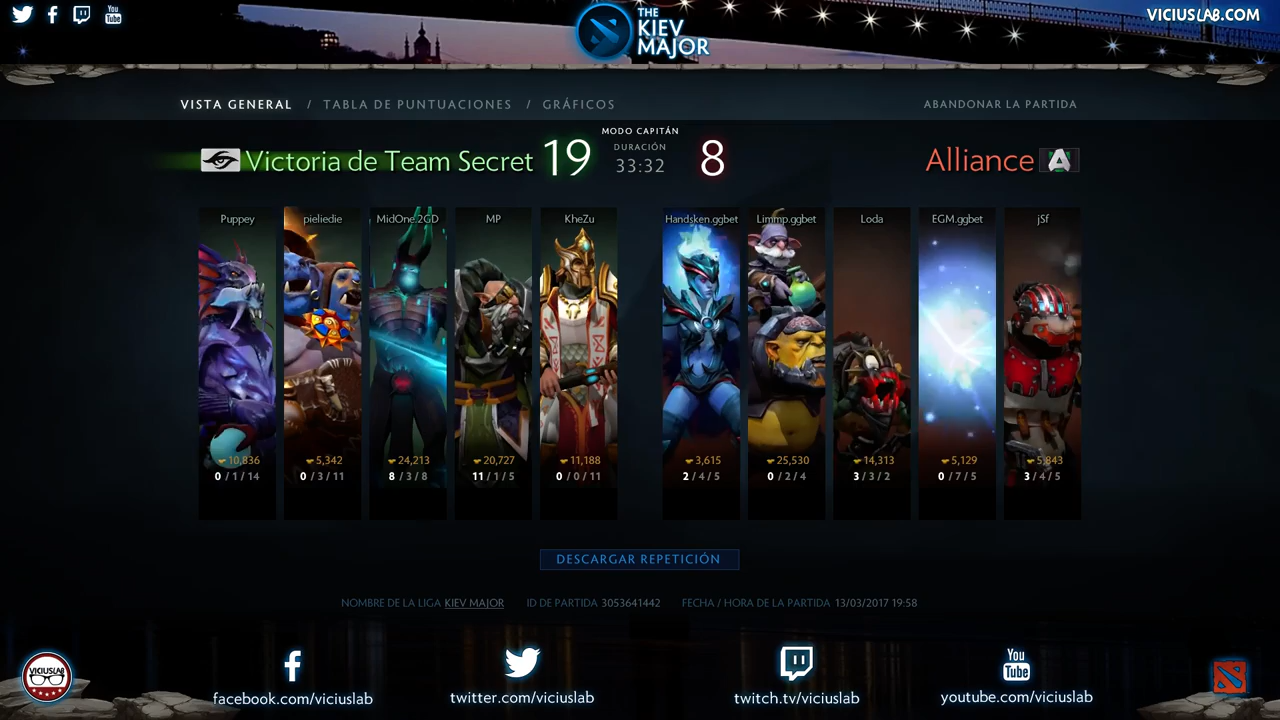 You
Tube
THE
KIEV
MAJOR
VICIUSLAB.COM
VISTA GENERAL / TABLA DE PUNTUACIONES / GRÁFICOS
ABANDONAR LA PARTIDA
MODO CAPITÁN
Victoria de Team Secret 19
DURACIÓN
33:32
8 Alliance
Puppey pieliedie MidOne.2GD MP KheZu Handsken.ggbet Limmp.ggbet Loda EGM.ggbet jSf
10,836 5,342 24,213 20,727 11,188 3,615 25,530 14,313 5,129 5,843
0 / 1 / 14 0 / 3 / 11 8 / 3 / 8 11 / 1 / 5 0 / 0 / 11 2 / 4 / 5 0 / 2 / 4 3 / 3 / 2 0 / 7 / 5 3 / 4 / 5
DESCARGAR REPETICIÓN
NOMBRE DE LA LIGA KIEV MAJOR ID DE PARTIDA 3053641442 FECHA / HORA DE LA PARTIDA 13/03/2017 19:58
VICIUSLAB
You
Tube
facebook.com/viciuslab twitter.com/viciuslab twitch.tv/viciuslab youtube.com/viciuslab